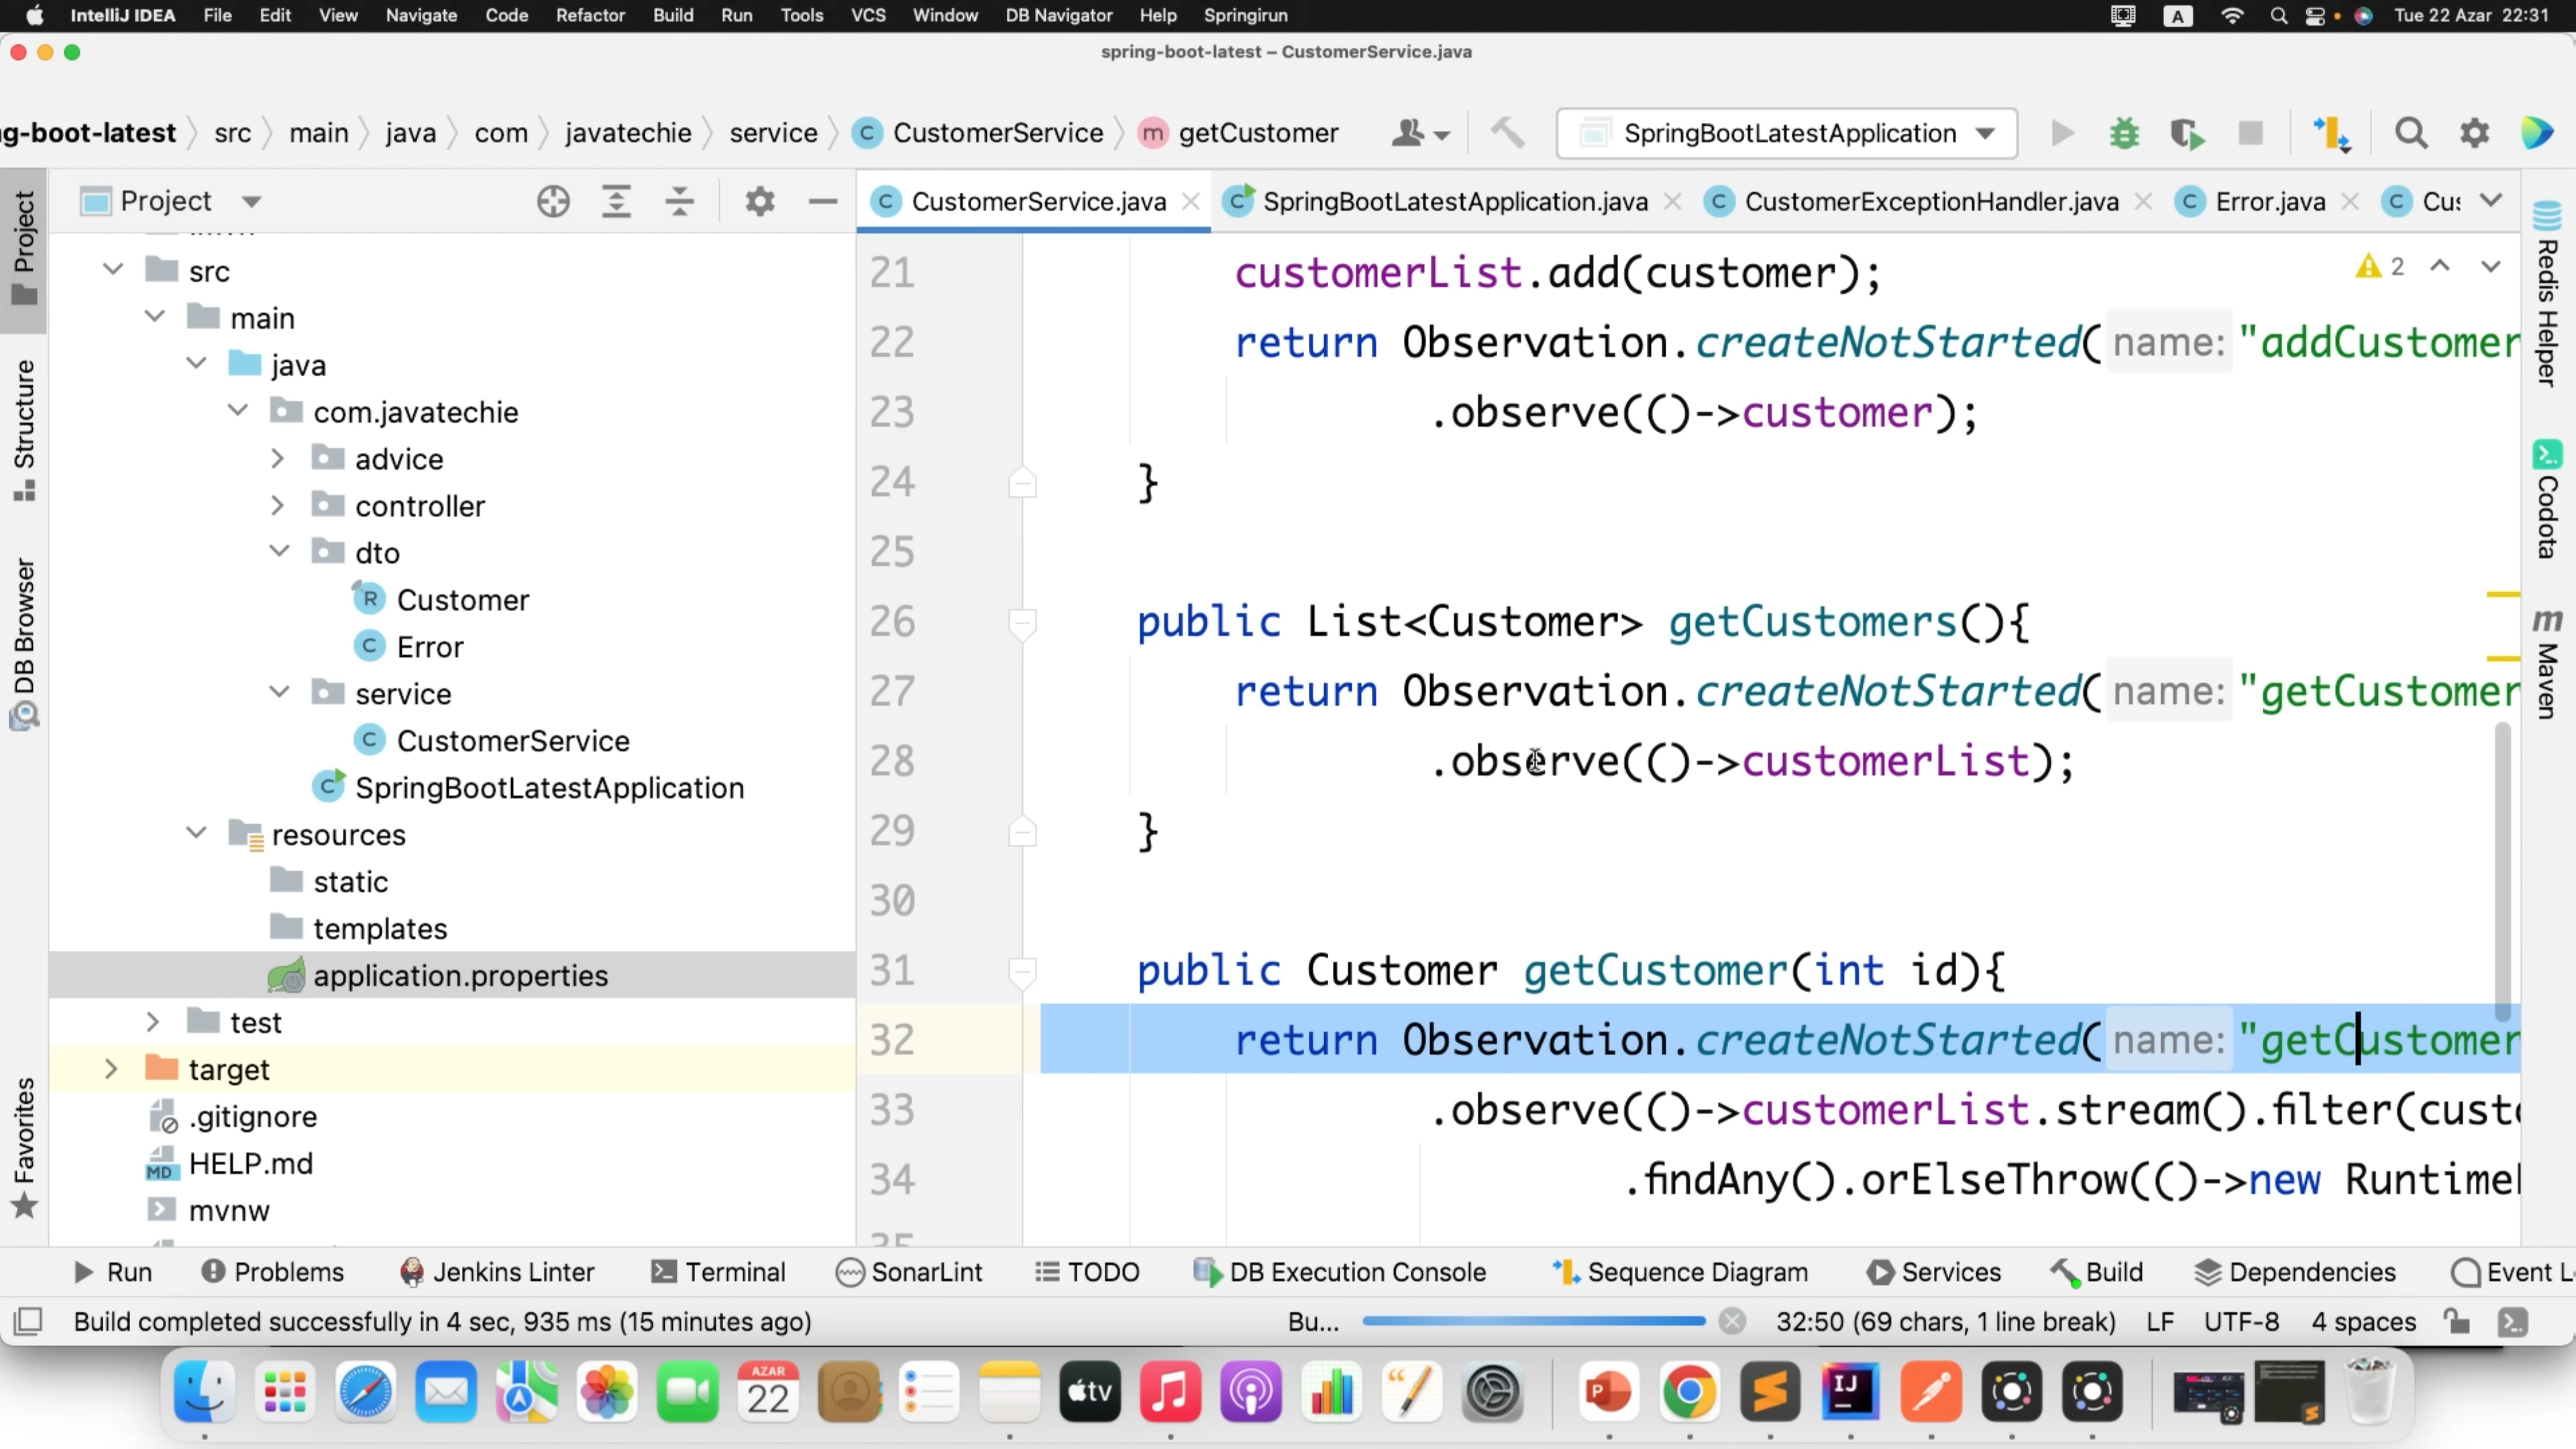 IntelliJ IDEA File Edit View Navigate Code Refactor Build Run Tools VCS Window DB Navigator Help Springirun A Tue 22 Azar 22:31
spring-boot-latest – CustomerService.java
g-boot-latest src main java com javatechie service C CustomerService m getCustomer SpringBootLatestApplication
Project
C CustomerService.java C SpringBootLatestApplication.java C CustomerExceptionHandler.java C Error.java C
Project
Structure
DB Browser
Favorites
src
main
java
com.javatechie
advice
controller
dto
R Customer
C Error
service
C CustomerService
C SpringBootLatestApplication
resources
static
templates
application.properties
test
target
.gitignore
MD HELP.md
mvnw
2
21 customerList.add(customer);
22 return Observation.createNotStarted( name: "addCustomer
23 .observe(()->customer);
24 }
25
26 public List<Customer> getCustomers(){
27 return Observation.createNotStarted( name: "getCustomer
28 .observe(()->customerList);
29 }
30
31 public Customer getCustomer(int id){
32 return Observation.createNotStarted( name: "getCustomer
33 .observe(()->customerList.stream().filter(
34 .findAny().orElseThrow(()->new
35
Redis Helper
Codota
m Maven
Run Problems Jenkins Linter Terminal SonarLint TODO DB Execution Console Sequence Diagram Services Build Dependencies Event L
Build completed successfully in 4 sec, 935 ms (15 minutes ago) Bu... 32:50 (69 chars, 1 line break) LF UTF-8 4 spaces
AZAR
22
tv
P
IJ